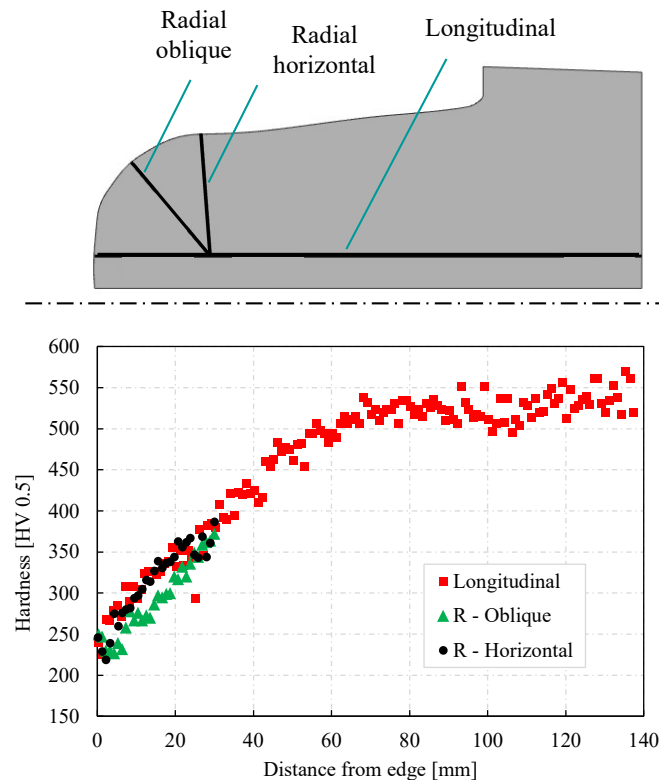 Radial
oblique
Radial
horizontal
Longitudinal
600
550
500
450
400
350
300
250
200
150
Hardness [HV 0.5]
Longitudinal
R - Oblique
R - Horizontal
0 20 40 60 80 100 120 140
Distance from edge [mm]